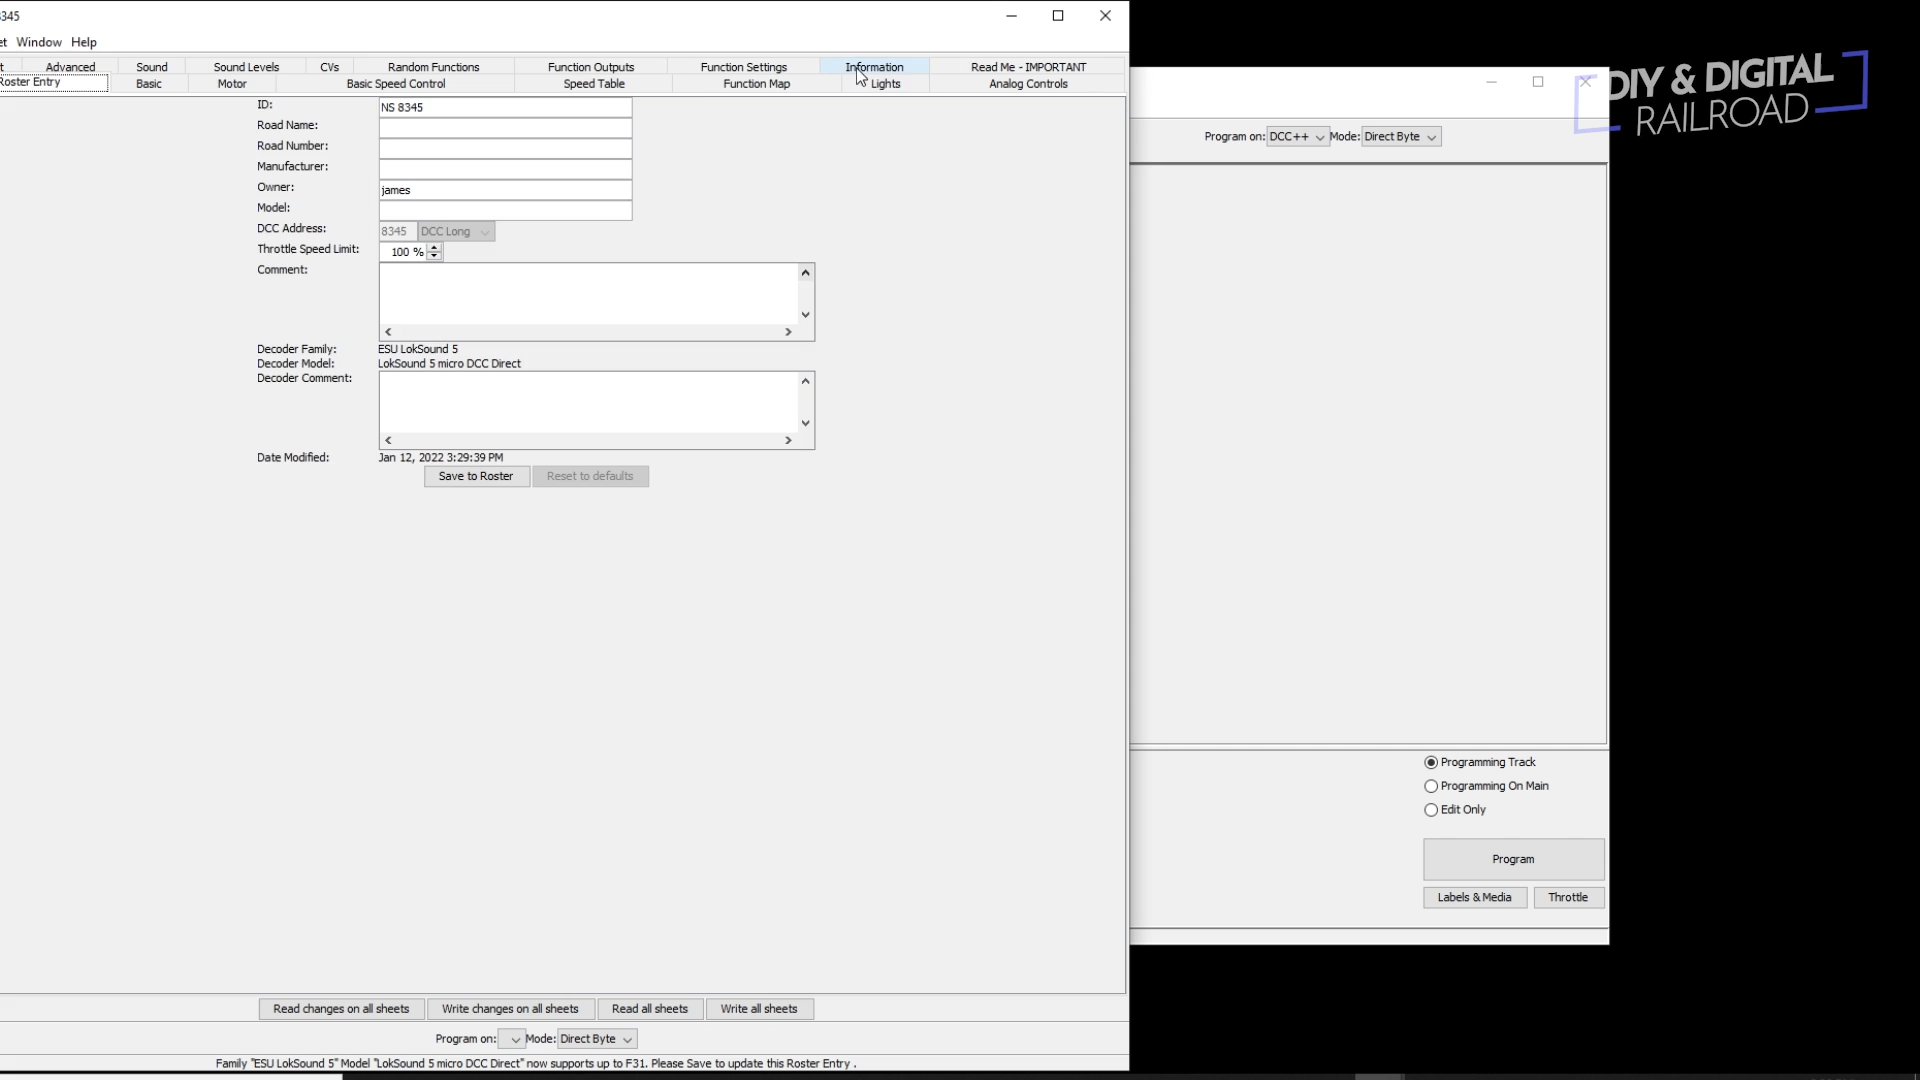 8345
et Window Help
t Advanced Sound Sound Levels CVs Random Functions Function Outputs Function Settings Information Read Me - IMPORTANT
Roster Entry Basic Motor Basic Speed Control Speed Table Function Map Lights Analog Controls
ID: NS 8345
Road Name:
Road Number:
Manufacturer:
Owner: james
Model:
DCC Address: 8345 DCC Long
Throttle Speed Limit: 100 %
Comment:
Decoder Family: ESU LokSound 5
Decoder Model: LokSound 5 micro DCC Direct
Decoder Comment:
Date Modified: Jan 12, 2022 3:29:39 PM
Save to Roster Reset to defaults
Read changes on all sheets Write changes on all sheets Read all sheets Write all sheets
Program on: Mode: Direct Byte
Family "ESU LokSound 5" Model "LokSound 5 micro DCC Direct" now supports up to F31. Please Save to update this Roster Entry .
DIY & DIGITAL
RAILROAD
Program on: DCC++ Mode: Direct Byte
Programming Track
Programming On Main
Edit Only
Program
Labels & Media Throttle